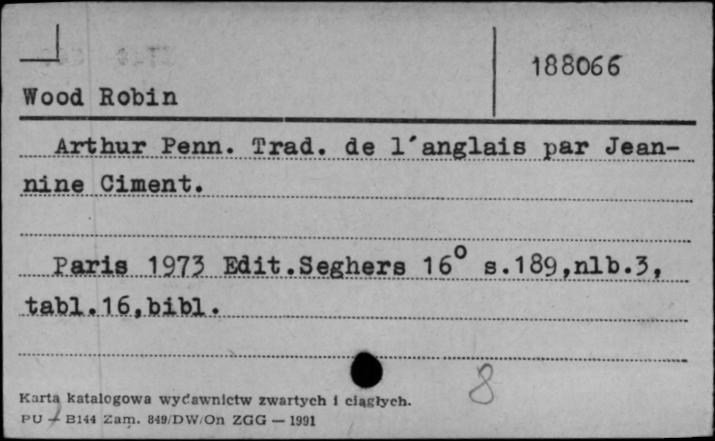 188066
Wood Robin
Arthur Penn. Trad. de l'anglais par Jean-
nine Ciment.
Paris 1973 Edit.Seghers 16° s.189,nlb.3,
tabl.16,bibl.
8
Karta katalogowa wydawnictw zwartych i ciągłych.
PU — B144 Zam. 849/DW/On ZGG — 1991